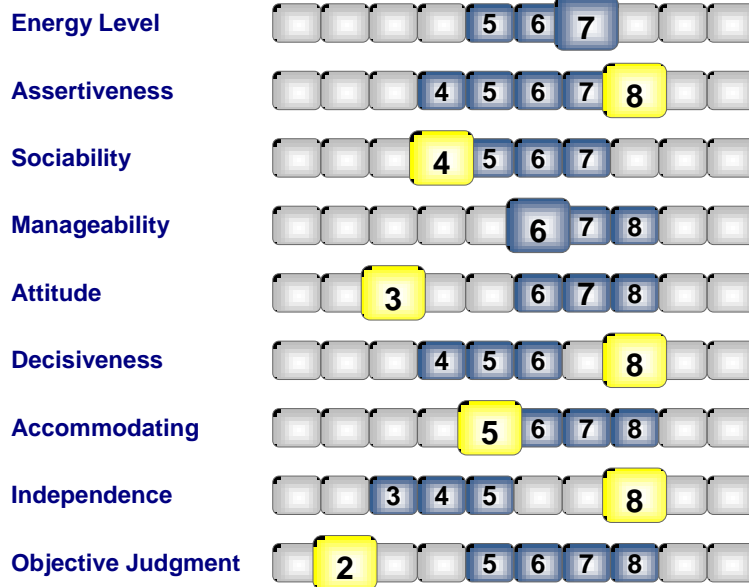 Energy Level 5 6 7
Assertiveness 4 5 6 7 8
Sociability 4 5 6 7
Manageability 6 7 8
Attitude 3 6 7 8
Decisiveness 4 5 6 8
Accommodating 5 6 7 8
Independence 3 4 5 8
Objective Judgment 2 5 6 7 8